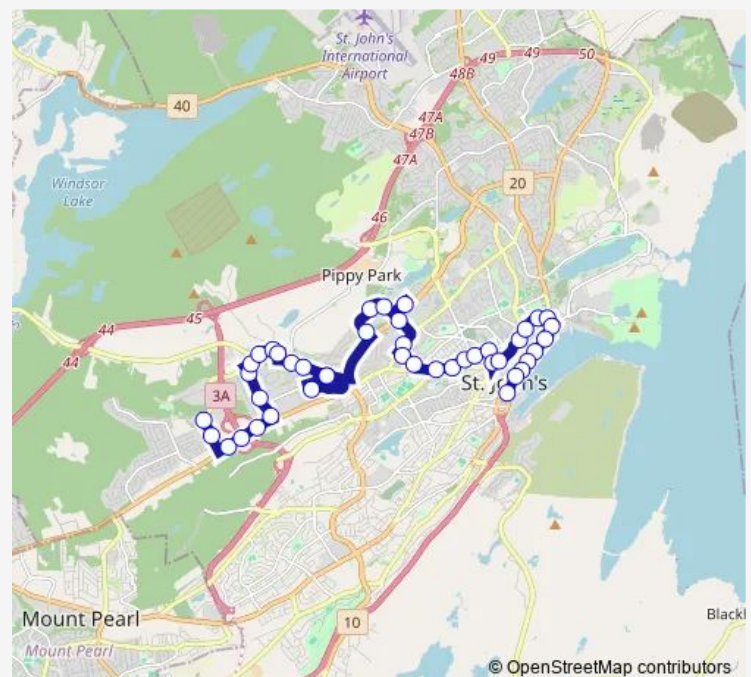 St. John's
International
Airport
49
49
50
48B
40
47A
47B
47A
Windsor
Lake
20
46
Pippy Park
45
44
44
3A
St. John's
Mount Pearl
Mount Pearl
10
Blackh
© OpenStreetMap contributors